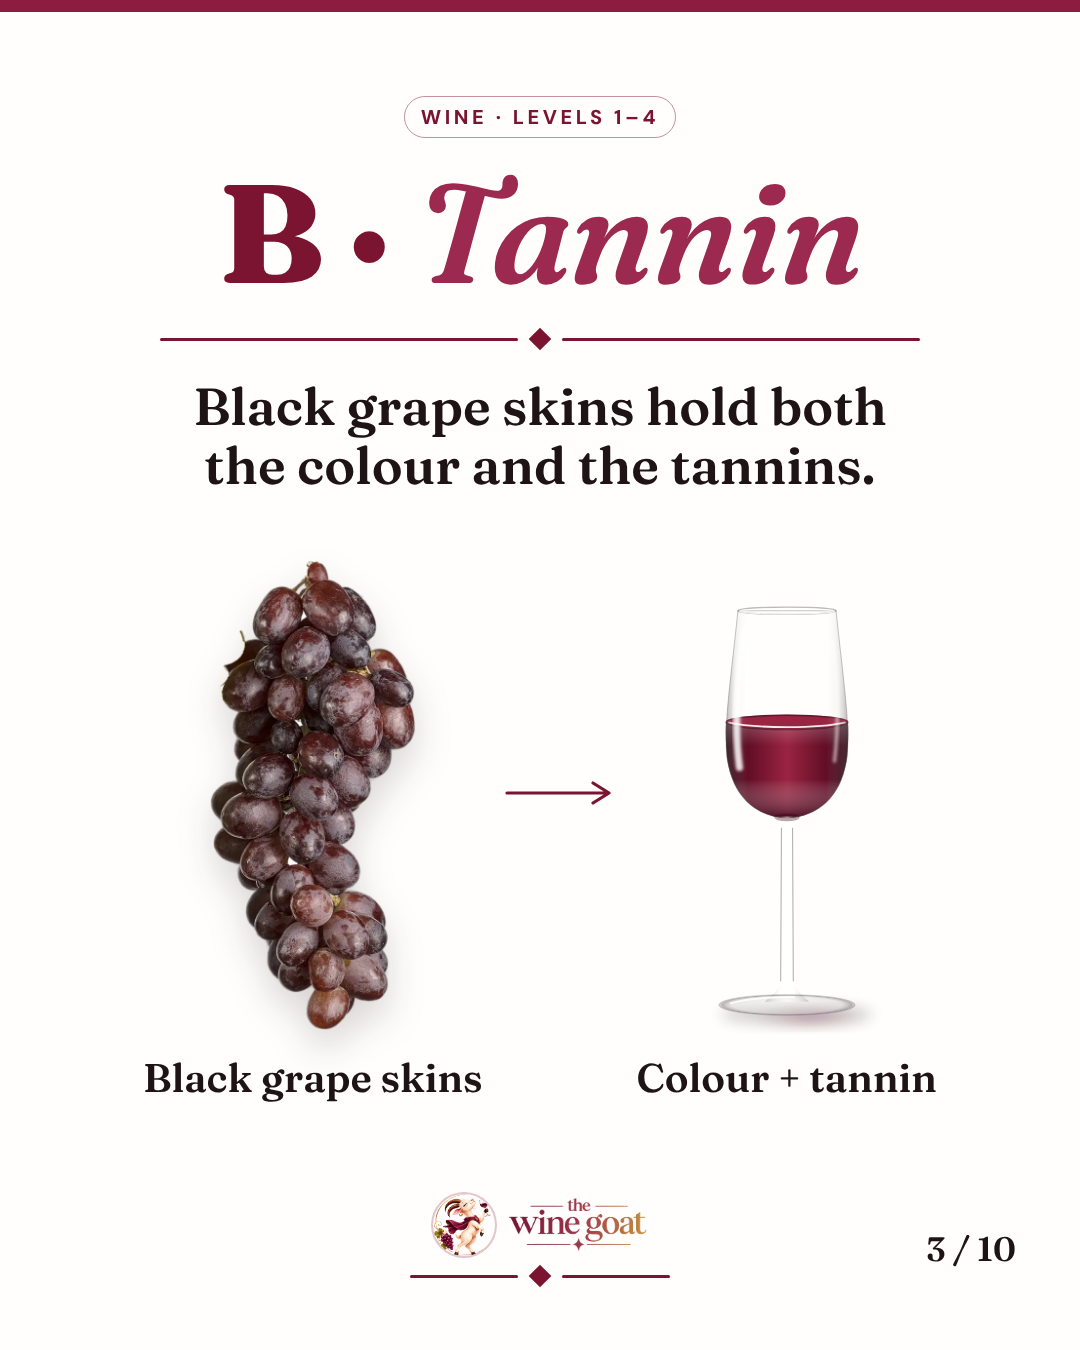 WINE · LEVELS 1–4
B • Tannin
Black grape skins hold both
the colour and the tannins.
Black grape skins
Colour + tannin
the
wine goat
3 / 10